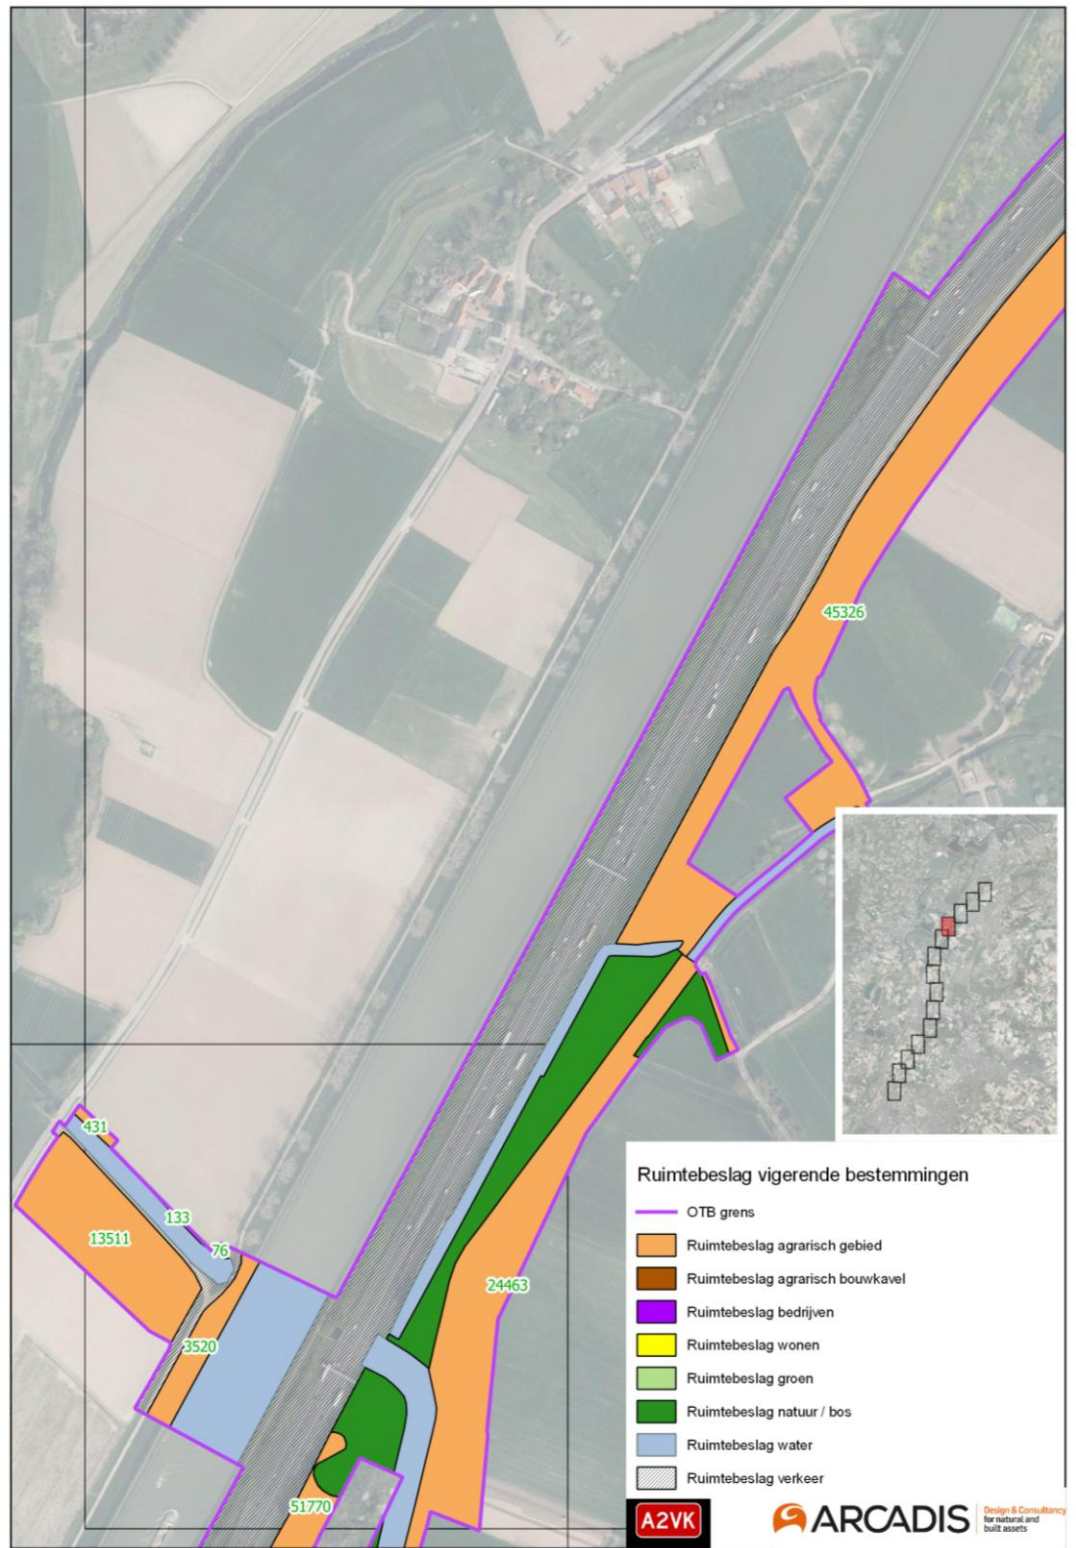 45326
431
133
13511
76
24463
3520
51770
Ruimtebeslag vigerende bestemmingen
OTB grens
Ruimtebeslag agrarisch gebied
Ruimtebeslag agrarisch bouwkavel
Ruimtebeslag bedrijven
Ruimtebeslag wonen
Ruimtebeslag groen
Ruimtebeslag natuur / bos
Ruimtebeslag water
Ruimtebeslag verkeer
A2VK
ARCADIS
Design & Consultancy
for natural and
built assets